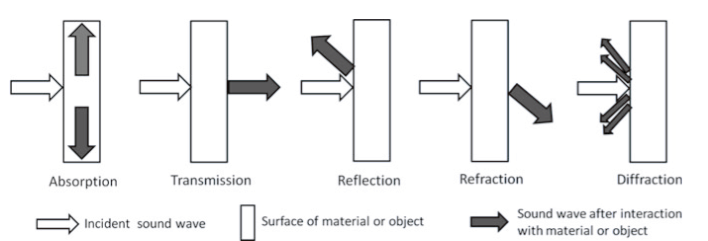 Absorption
Transmission
Reflection
Refraction
Diffraction
Incident sound wave
Surface of material or object
Sound wave after interaction
with material or object